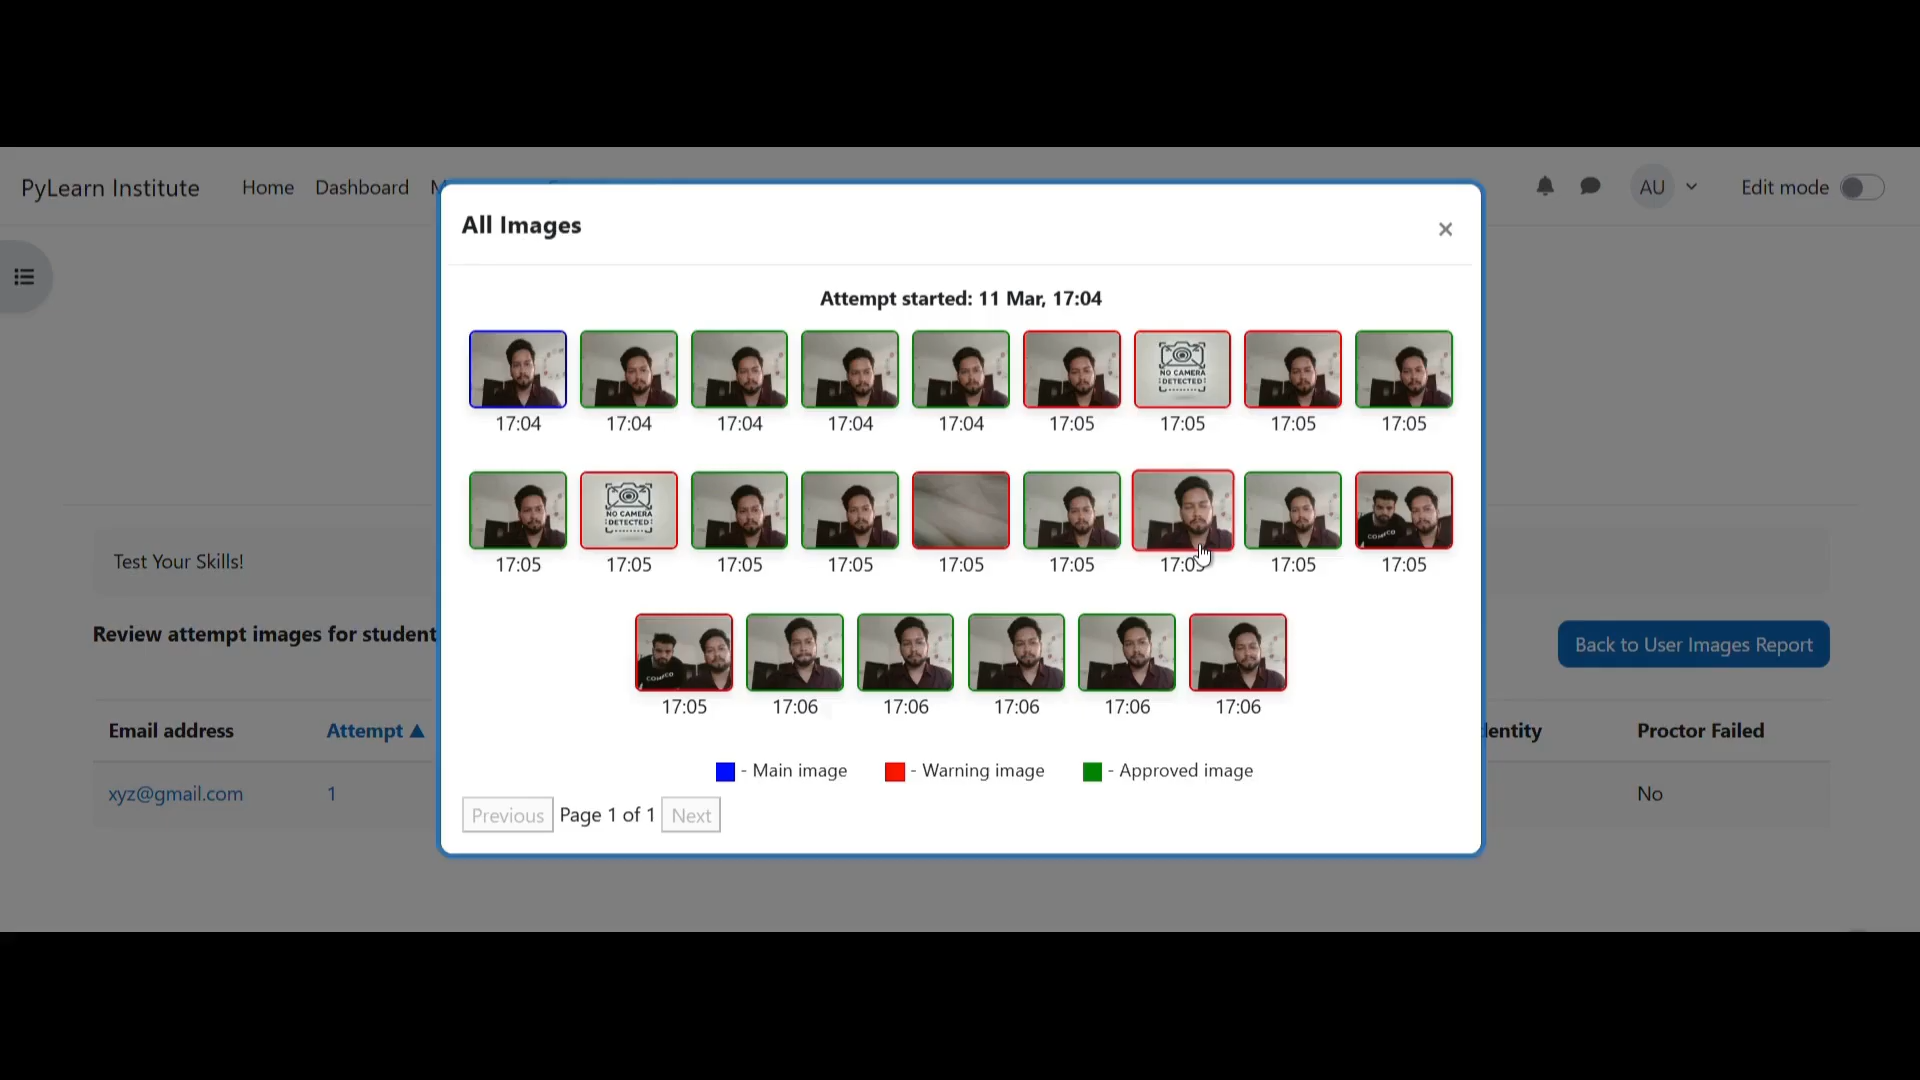 PyLearn Institute Home Dashboard AU Edit mode
All Images
Attempt started: 11 Mar, 17:04
NO CAMERA
DETECTED
17:04 17:04 17:04 17:04 17:04 17:05 17:05 17:05 17:05
NO CAMERA
DETECTED
17:05 17:05 17:05 17:05 17:05 17:05 17:05 17:05 17:05
Test Your Skills!
Review attempt images for student
Back to User Images Report
17:05 17:06 17:06 17:06 17:06 17:06
Email address Attempt ▲ Proctor Failed
- Main image - Warning image - Approved image
xyz@gmail.com 1 No
Previous Page 1 of 1 Next